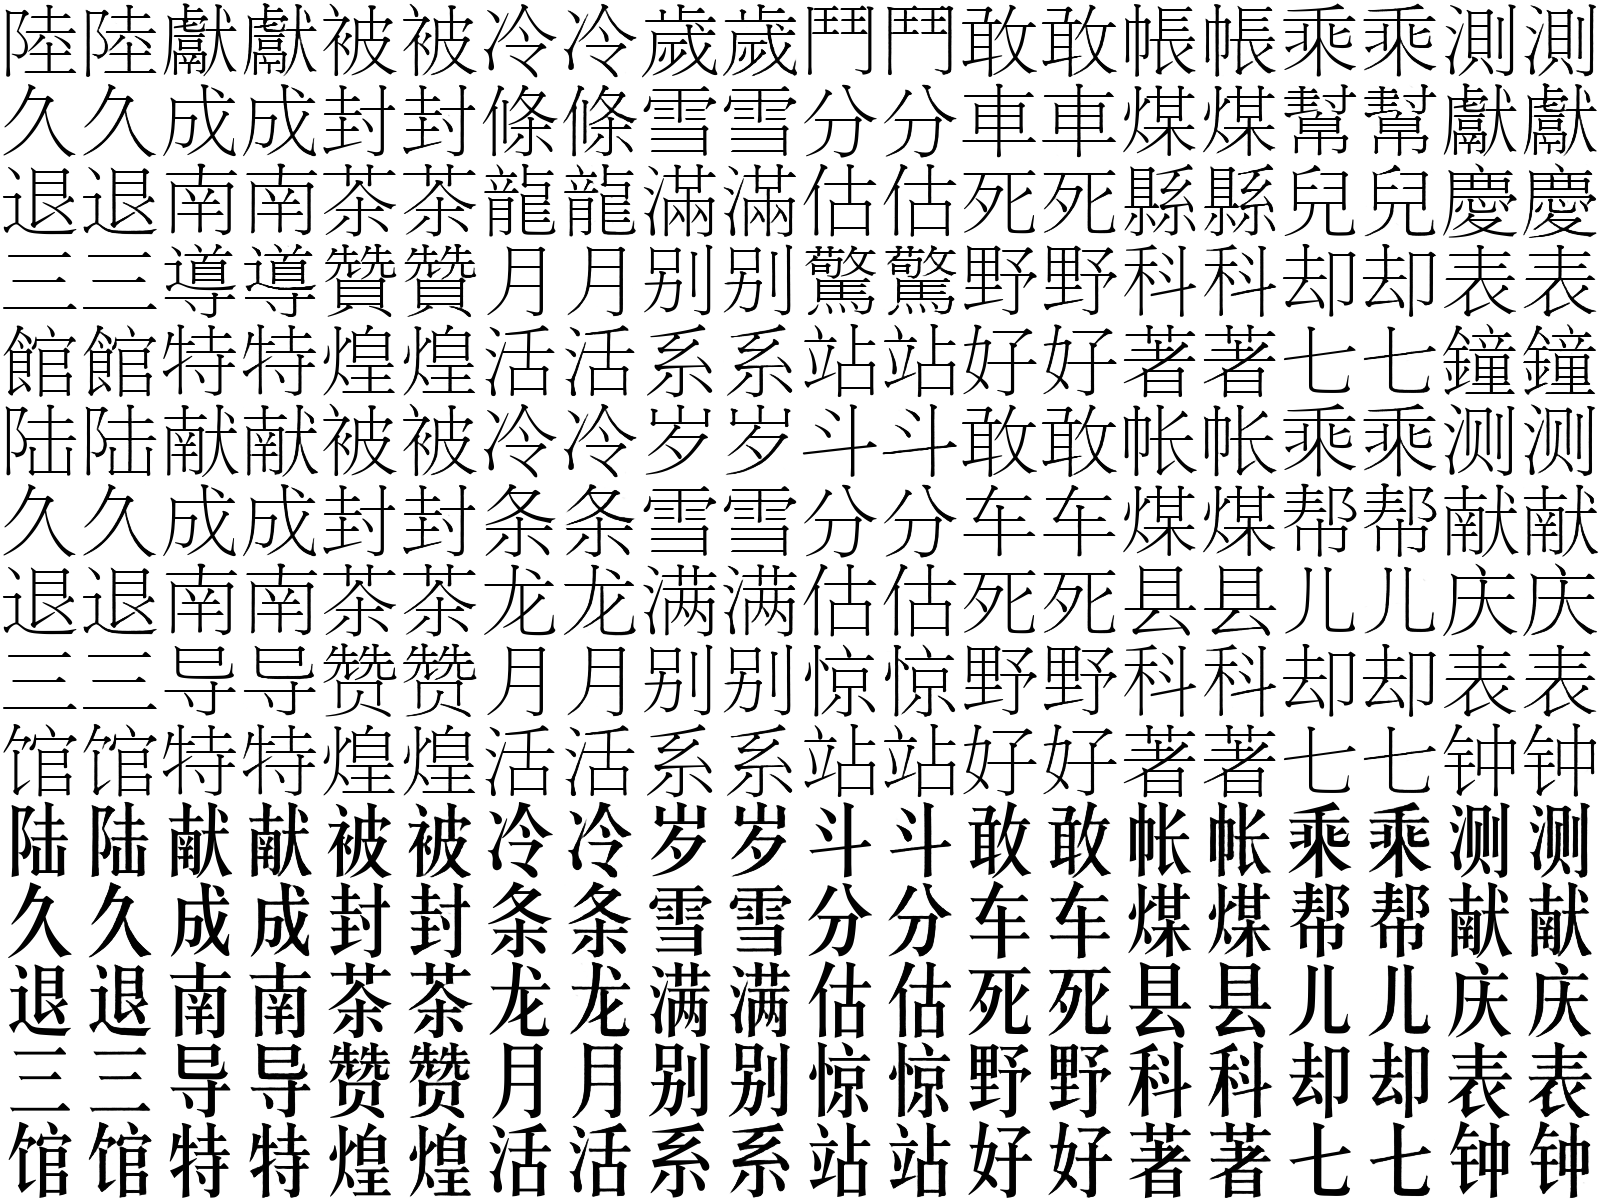 陸陸獻獻被被冷冷歲歲鬥鬥敢敢帳帳乘乘測測
久久成成封封條條雪雪分分車車煤煤幫幫獻獻
退退南南茶茶龍龍滿滿估估死死縣縣兒兒慶慶
三三導導贊贊月月别别驚驚野野科科却却表表
館館特特煌煌活活系系站站好好著著七七鐘鐘
陆陆献献被被冷冷岁岁斗斗敢敢帐帐乘乘测测
久久成成封封条条雪雪分分车车煤煤帮帮献献
退退南南茶茶龙龙满满估估死死县县儿儿庆庆
三三导导赞赞月月别别惊惊野野科科却却表表
馆馆特特煌煌活活系系站站好好著著七七钟钟
陆陆献献被被冷冷岁岁斗斗敢敢帐帐乘乘测测
久久成成封封条条雪雪分分车车煤煤帮帮献献
退退南南茶茶龙龙满满估估死死县县儿儿庆庆
三三导导赞赞月月别别惊惊野野科科却却表表
馆馆特特煌煌活活系系站站好好著著七七钟钟